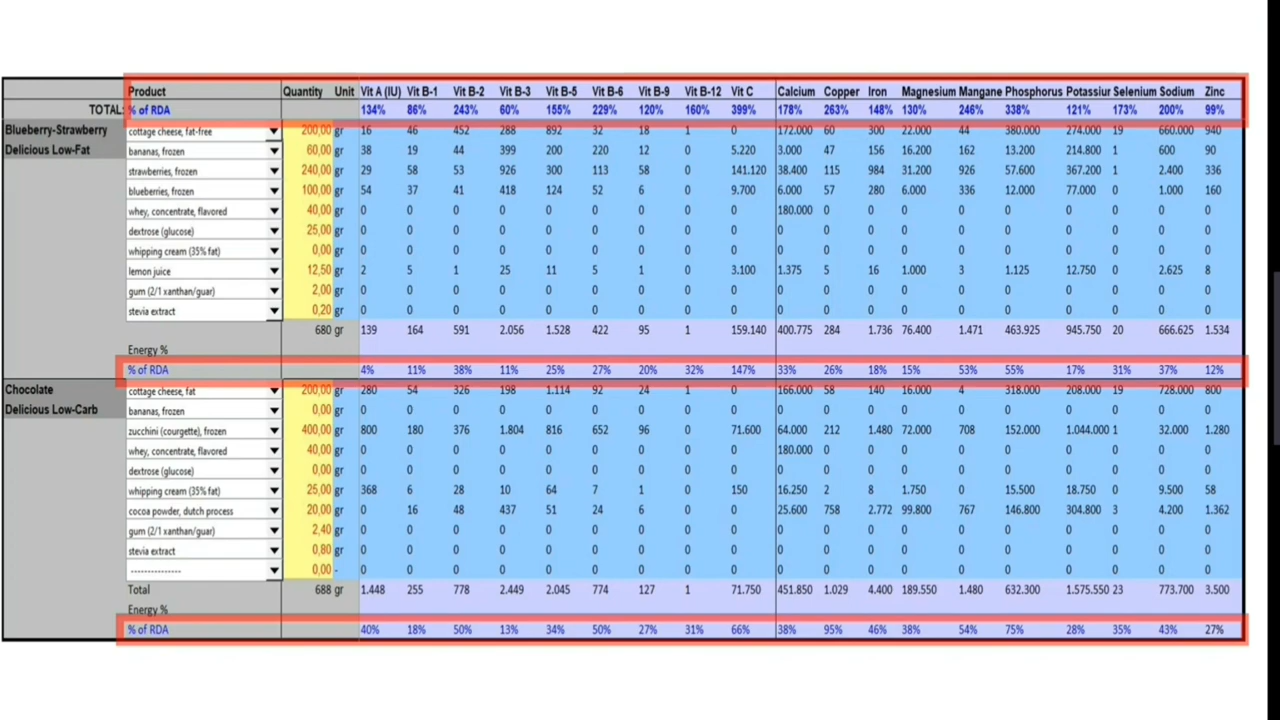 Product Quantity Unit Vit A (IU) Vit B-1 Vit B-2 Vit B-3 Vit B-5 Vit B-6 Vit B-9 Vit B-12 Vit C Calcium Copper Iron Magnesium Mangane Phosphorus Potassiur Selenium Sodium Zinc
TOTAL: % of RDA 134% 86% 243% 60% 155% 229% 120% 160% 399% 178% 263% 148% 130% 246% 338% 121% 173% 200% 99%
Blueberry-Strawberry cottage cheese, fat-free 200,00 gr 16 46 452 288 892 32 18 1 0 172.000 60 300 22.000 44 380.000 274.000 19 660.000 940
Delicious Low-Fat bananas, frozen 60,00 gr 38 19 44 399 200 220 12 0 5.220 3.000 47 156 16.200 162 13.200 214.800 1 600 90
strawberries, frozen 240,00 gr 29 58 53 926 300 113 58 0 141.120 38.400 115 984 31.200 926 57.600 367.200 1 2.400 336
blueberries, frozen 100,00 gr 54 37 41 418 124 52 6 0 9.700 6.000 57 280 6.000 336 12.000 77.000 0 1.000 160
whey, concentrate, flavored 40,00 gr 0 0 0 0 0 0 0 0 0 180.000 0 0 0 0 0 0 0 0 0
dextrose (glucose) 25,00 gr 0 0 0 0 0 0 0 0 0 0 0 0 0 0 0 0 0 0 0
whipping cream (35% fat) 0,00 gr 0 0 0 0 0 0 0 0 0 0 0 0 0 0 0 0 0 0 0
lemon juice 12,50 gr 2 5 1 25 11 5 1 0 3.100 1.375 5 16 1.000 3 1.125 12.750 0 2.625 8
gum (2/1 xanthan/guar) 2,00 gr 0 0 0 0 0 0 0 0 0 0 0 0 0 0 0 0 0 0 0
stevia extract 0,20 gr 0 0 0 0 0 0 0 0 0 0 0 0 0 0 0 0 0 0 0
680 gr 139 164 591 2.056 1.528 422 95 1 159.140 400.775 284 1.736 76.400 1.471 463.925 945.750 20 666.625 1.534
Energy %
% of RDA 4% 11% 38% 11% 25% 27% 20% 32% 147% 33% 26% 18% 15% 53% 55% 17% 31% 37% 12%
Chocolate cottage cheese, fat 200,00 gr 280 54 326 198 1.114 92 24 1 0 166.000 58 140 16.000 4 318.000 208.000 19 728.000 800
Delicious Low-Carb bananas, frozen 0,00 gr 0 0 0 0 0 0 0 0 0 0 0 0 0 0 0 0 0 0 0
zucchini (courgette), frozen 400,00 gr 800 180 376 1.804 816 652 96 0 71.600 64.000 212 1.480 72.000 708 152.000 1.044.000 1 32.000 1.280
whey, concentrate, flavored 40,00 gr 0 0 0 0 0 0 0 0 0 180.000 0 0 0 0 0 0 0 0 0
dextrose (glucose) 0,00 gr 0 0 0 0 0 0 0 0 0 0 0 0 0 0 0 0 0 0 0
whipping cream (35% fat) 25,00 gr 368 6 28 10 64 7 1 0 150 16.250 2 8 1.750 0 15.500 18.750 0 9.500 58
cocoa powder, dutch process 20,00 gr 0 16 48 437 51 24 6 0 0 25.600 758 2.772 99.800 767 146.800 304.800 3 4.200 1.362
gum (2/1 xanthan/guar) 2,40 gr 0 0 0 0 0 0 0 0 0 0 0 0 0 0 0 0 0 0 0
stevia extract 0,80 gr 0 0 0 0 0 0 0 0 0 0 0 0 0 0 0 0 0 0 0
--------------- 0,00 - 0 0 0 0 0 0 0 0 0 0 0 0 0 0 0 0 0 0 0
Total 688 gr 1.448 255 778 2.449 2.045 774 127 1 71.750 451.850 1.029 4.400 189.550 1.480 632.300 1.575.550 23 773.700 3.500
Energy %
% of RDA 40% 18% 50% 13% 34% 50% 27% 31% 66% 38% 95% 46% 38% 54% 75% 28% 35% 43% 27%